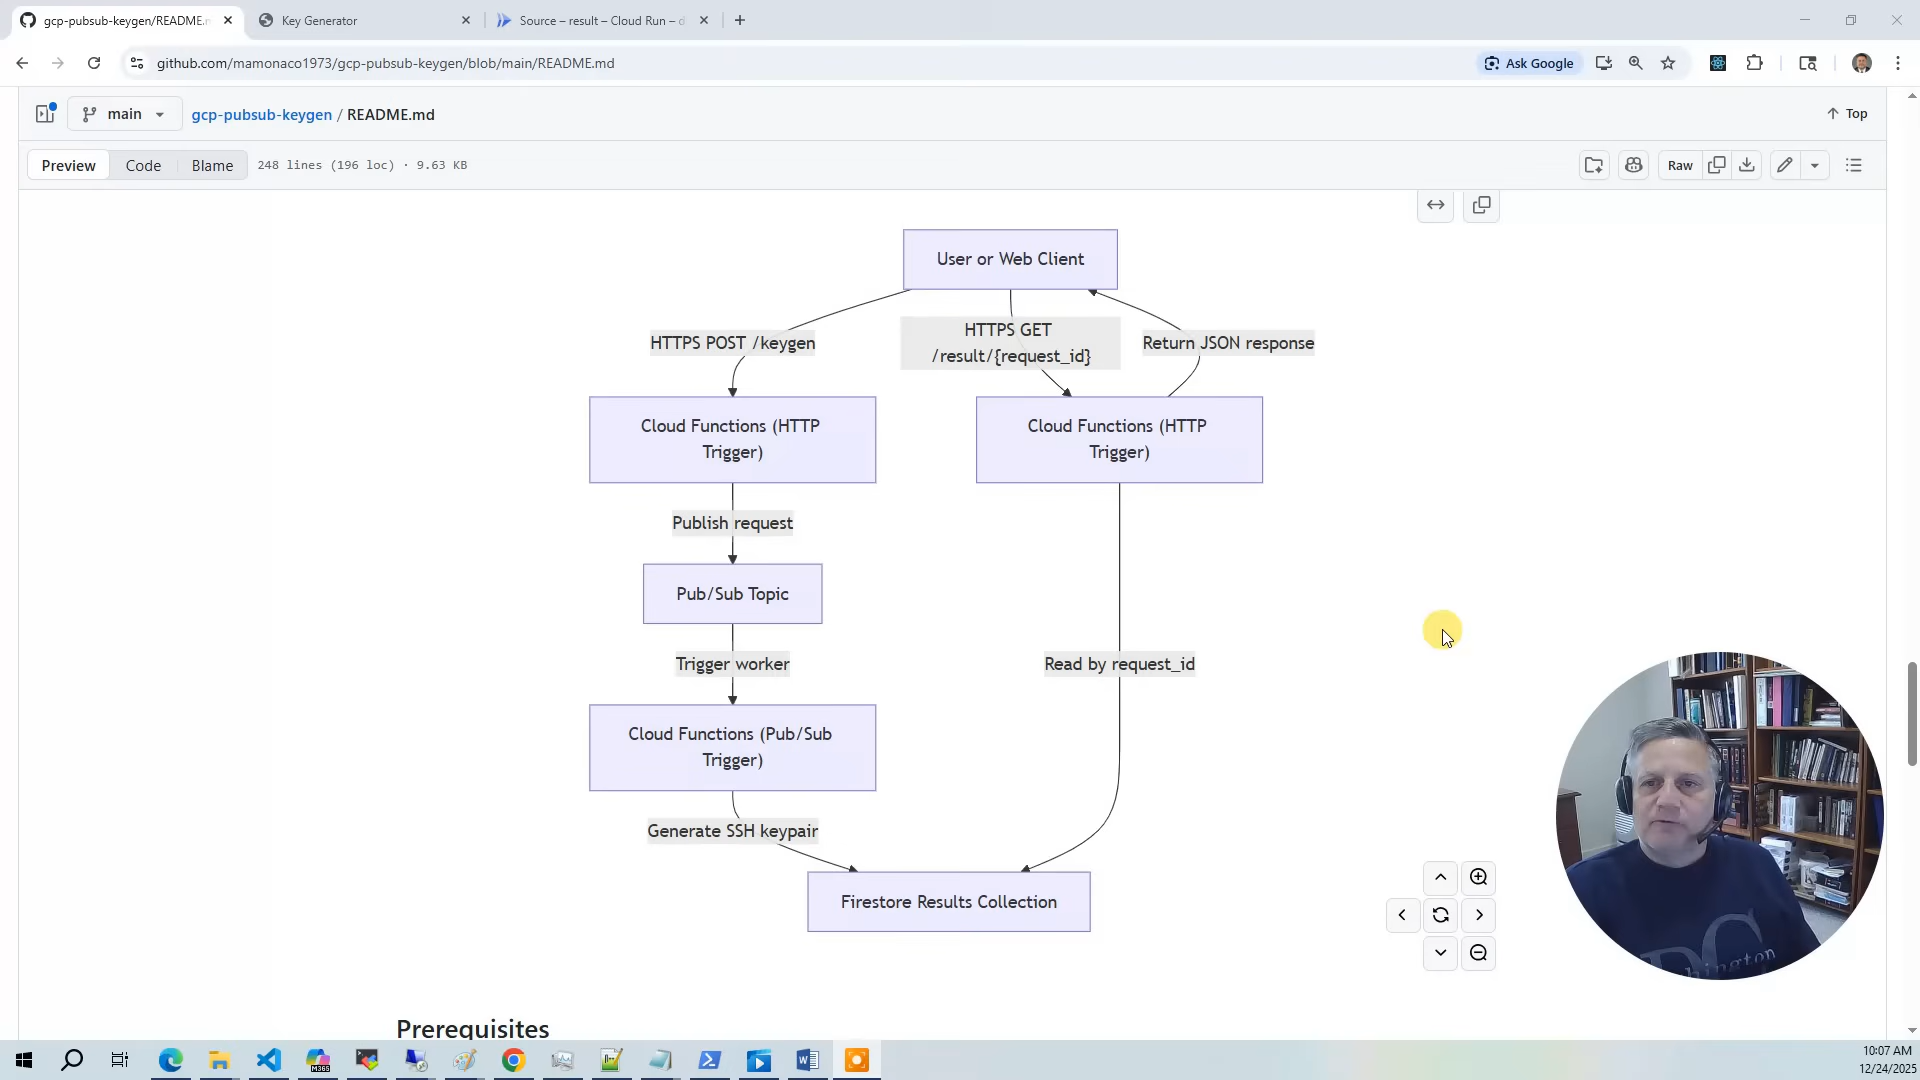 gcp-pubsub-keygen/README.m
Key Generator
Source – result – Cloud Run – d
github.com/mamonaco1973/gcp-pubsub-keygen/blob/main/README.md
Ask Google
main
gcp-pubsub-keygen / README.md
Top
Preview
Code
Blame
248 lines (196 loc) · 9.63 KB
Raw
User or Web Client
HTTPS POST /keygen
HTTPS GET
/result/{request_id}
Return JSON response
Cloud Functions (HTTP
Trigger)
Cloud Functions (HTTP
Trigger)
Publish request
Pub/Sub Topic
Trigger worker
Read by request_id
Cloud Functions (Pub/Sub
Trigger)
Generate SSH keypair
Firestore Results Collection
Prerequisites
M365
10:07 AM
12/24/2025